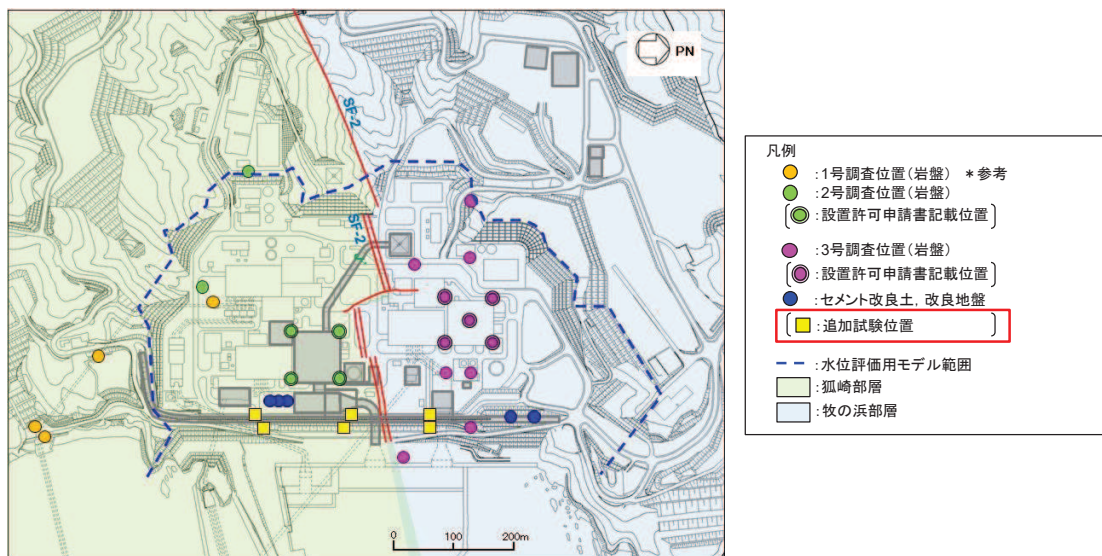 PN
SF-2
SF-2
0 100 200m
凡例
:1号調査位置(岩盤) *参考
:2号調査位置(岩盤)
:設置許可申請書記載位置
:3号調査位置(岩盤)
:設置許可申請書記載位置
:セメント改良土, 改良地盤
:追加試験位置
:水位評価用モデル範囲
:狐崎部層
:牧の浜部層